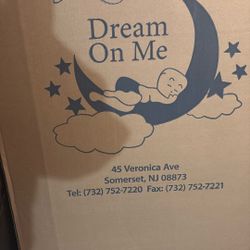 Dream
On Me
45 Veronica Ave
Somerset, NJ 08873
Tel: (732) 752-7220 Fax: (732) 752-7221